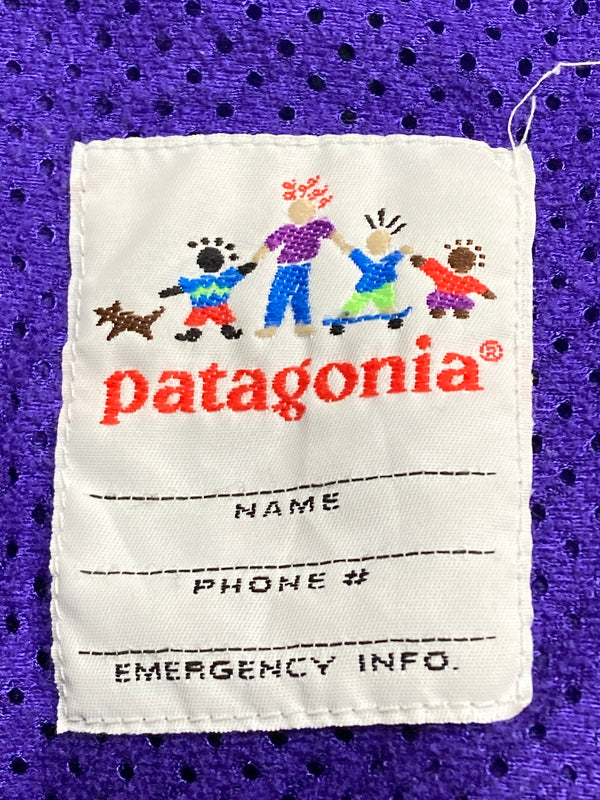 patagonia®
NAME
PHONE #
EMERGENCY INFO.